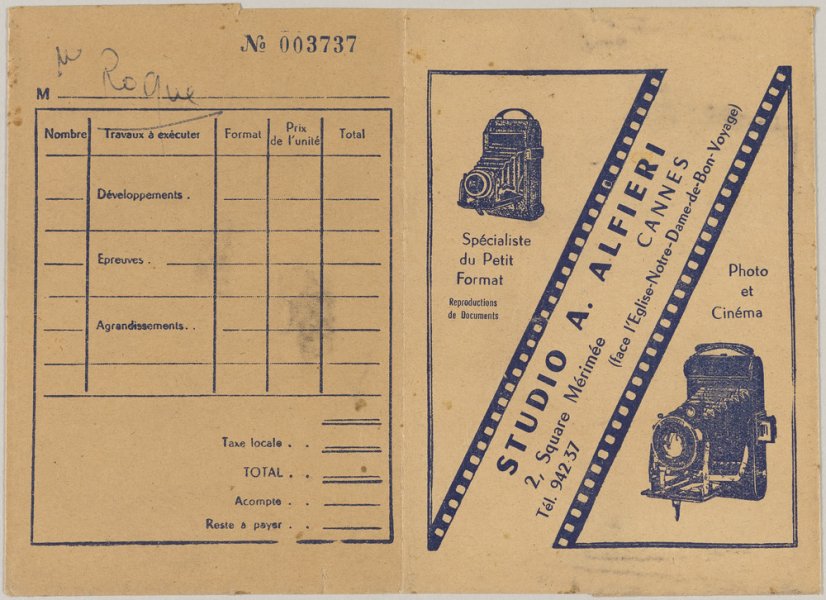 № 003737
M Mr Roque
Nombre Travaux à exécuter Format Prix de l'unité Total
Développements .
Epreuves .
Agrandissements . .
Taxe locale . .
TOTAL . .
Acompte . .
Reste à payer . .
Spécialiste
du Petit
Format
Reproductions
de Documents
STUDIO A. ALFIERI
CANNES
2, Square Mérimée
(face l'Eglise-Notre-Dame-de-Bon-Voyage)
Tél. 942-37
Photo
et
Cinéma